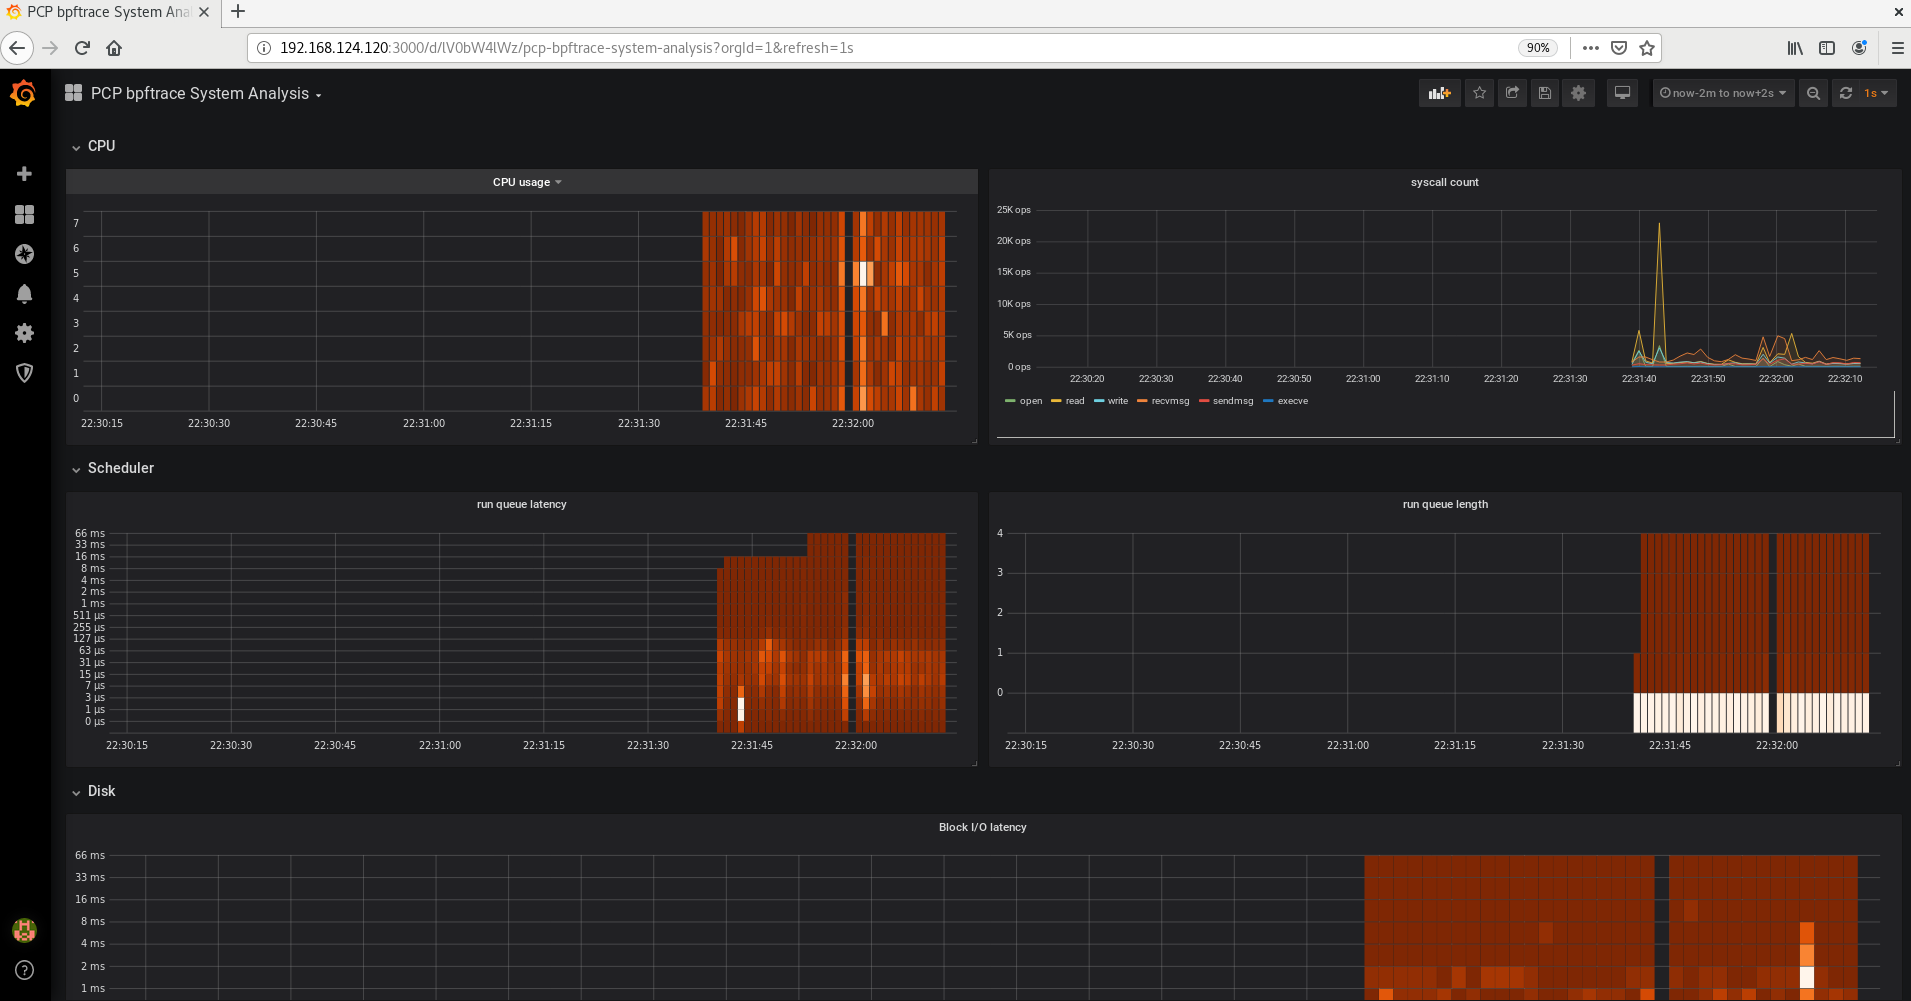 PCP bpftrace System Ana
192.168.124.120:3000/d/lV0bW4lWz/pcp-bpftrace-system-analysis?orgId=1&refresh=1s
90%
PCP bpftrace System Analysis
now-2m to now+2s
1s
CPU
CPU usage
7
6
5
4
3
2
1
0
22:30:15 22:30:30 22:30:45 22:31:00 22:31:15 22:31:30 22:31:45 22:32:00
syscall count
25K ops
20K ops
15K ops
10K ops
5K ops
0 ops
22:30:20 22:30:30 22:30:40 22:30:50 22:31:00 22:31:10 22:31:20 22:31:30 22:31:40 22:31:50 22:32:00 22:32:10
open read write recvmsg sendmsg execve
Scheduler
run queue latency
66 ms
33 ms
16 ms
8 ms
4 ms
2 ms
1 ms
511 µs
255 µs
127 µs
63 µs
31 µs
15 µs
7 µs
3 µs
1 µs
0 µs
22:30:15 22:30:30 22:30:45 22:31:00 22:31:15 22:31:30 22:31:45 22:32:00
run queue length
4
3
2
1
0
22:30:15 22:30:30 22:30:45 22:31:00 22:31:15 22:31:30 22:31:45 22:32:00
Disk
Block I/O latency
66 ms
33 ms
16 ms
8 ms
4 ms
2 ms
1 ms